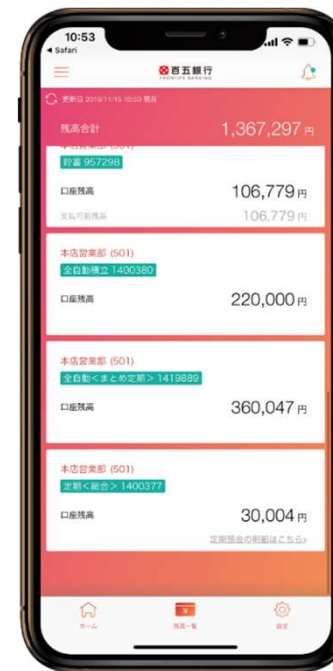 10:53
Safari
百五銀行
FRONTIER BANKING
更新日 2019/11/15 10:53 現在
残高合計
1,367,297 円
本店営業部 (501)
貯蓄 957298
口座残高
106,779 円
支払可能残高
106,779 円
本店営業部 (501)
全自動積立 1400380
口座残高
220,000 円
本店営業部 (501)
全自動<まとめ定期> 1419889
口座残高
360,047 円
本店営業部 (501)
定期<総合> 1400377
口座残高
30,004 円
定期預金の明細はこちら>
ホーム
残高一覧
設定